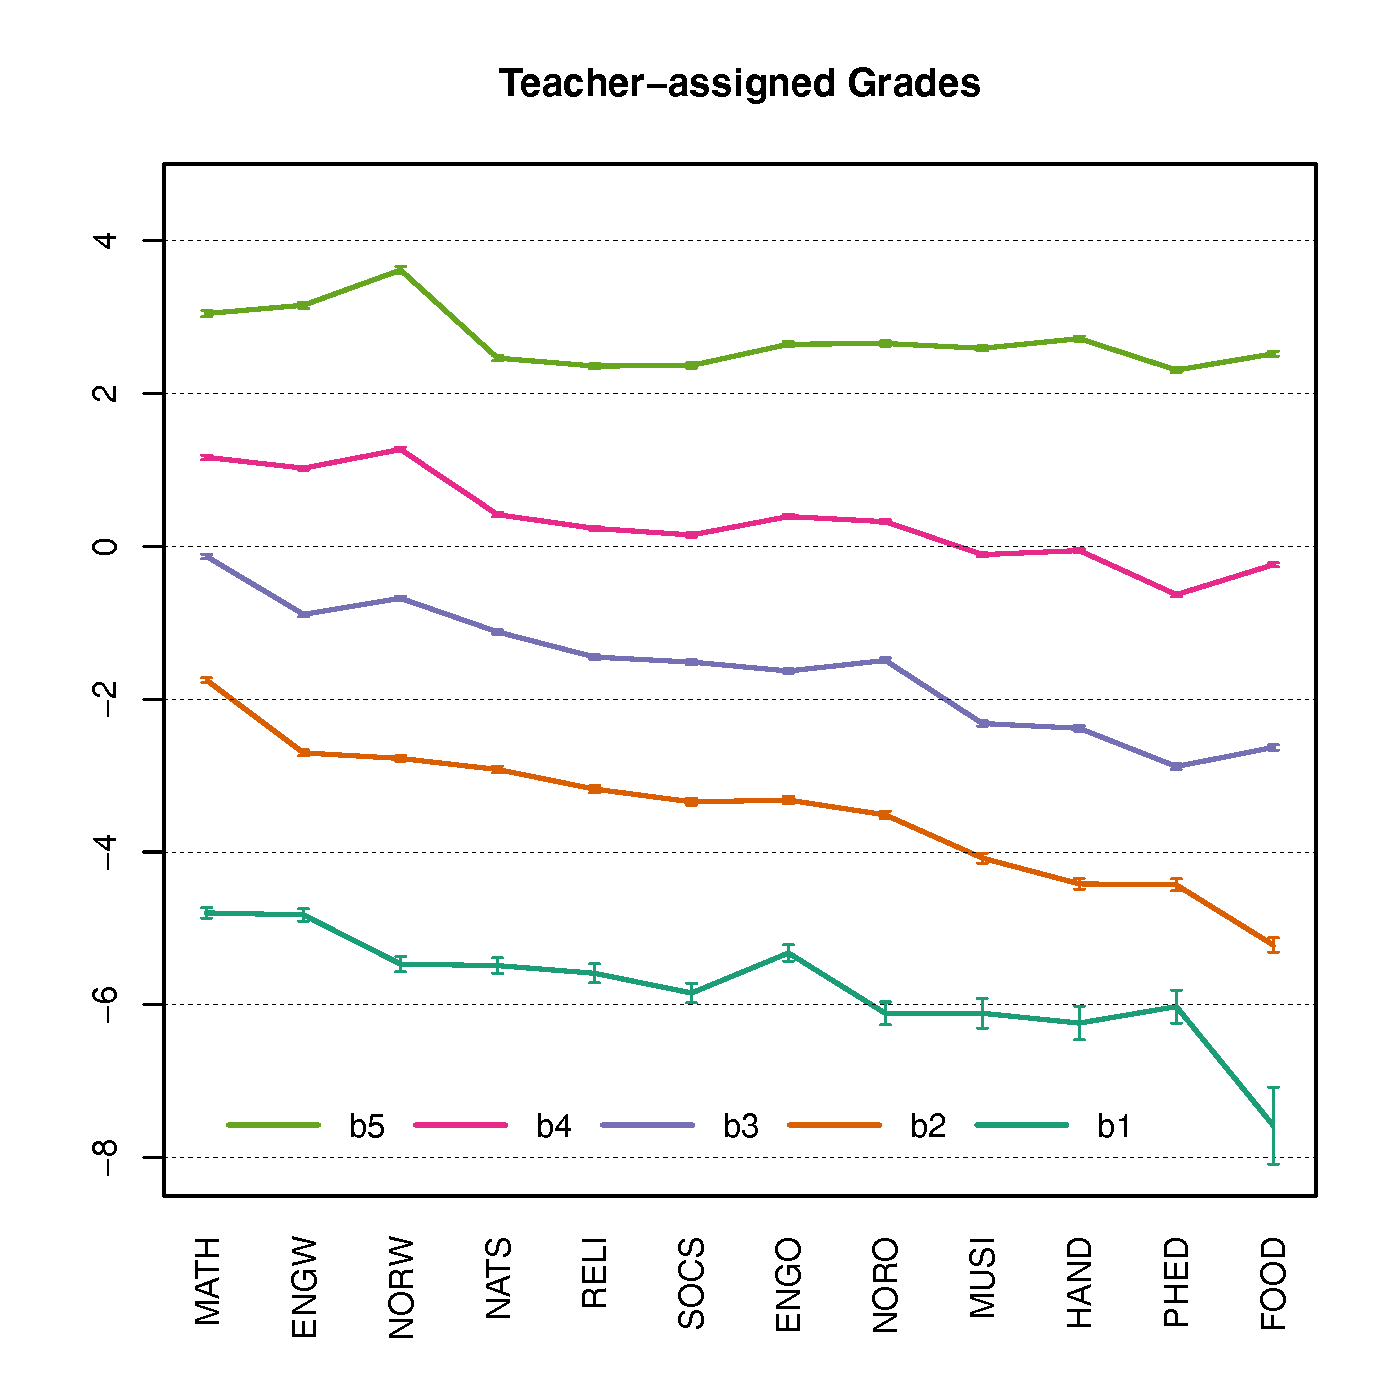 Teacher–assigned Grades
4
2
0
−2
−4
−6
−8
b5 b4 b3 b2 b1
MATH ENGW NORW NATS RELI SOCS ENGO NORO MUSI HAND PHED FOOD